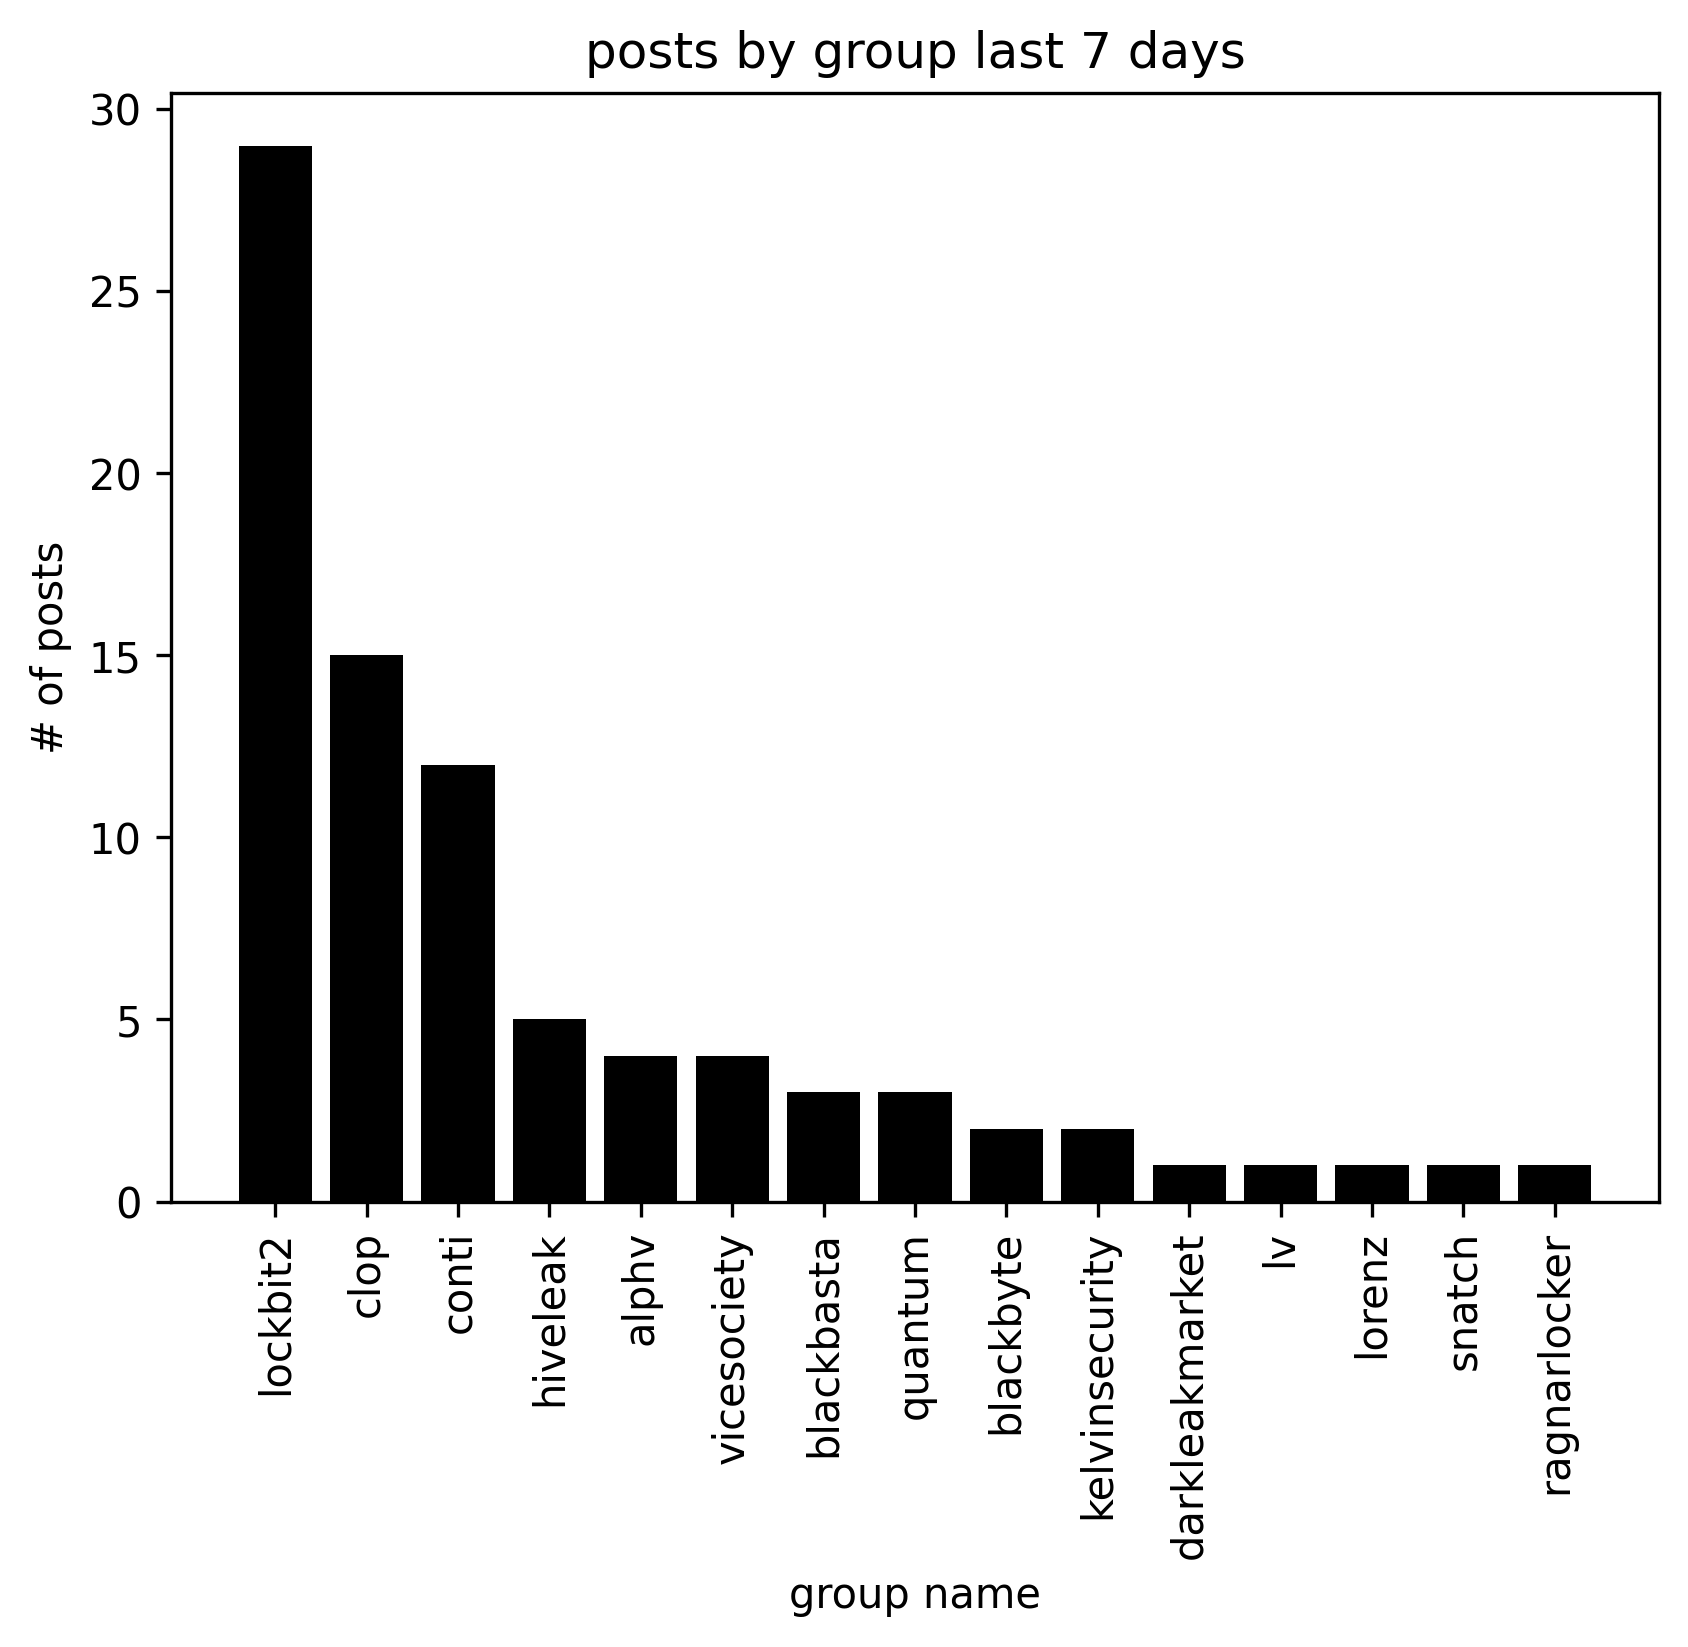 posts by group last 7 days
30
25
20
15
10
5
0
# of posts
lockbit2
clop
conti
hiveleak
alphv
vicesociety
blackbasta
quantum
blackbyte
kelvinsecurity
darkleakmarket
lv
lorenz
snatch
ragnarlocker
group name